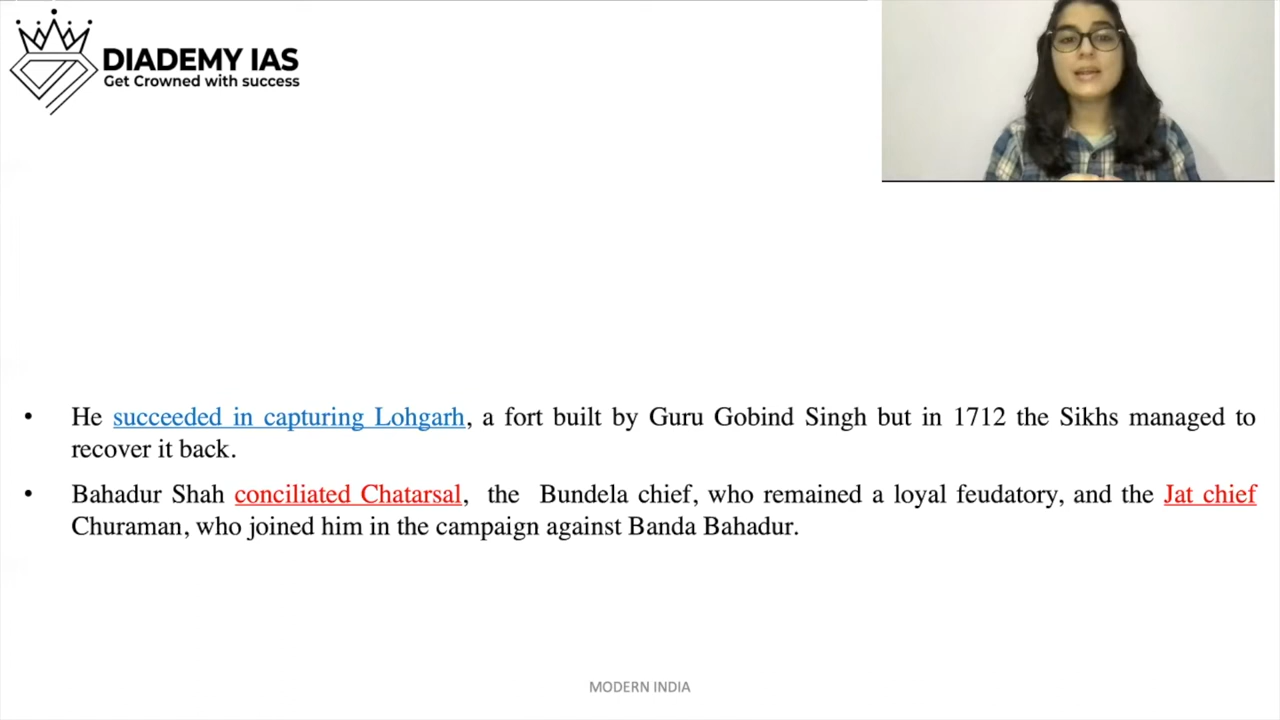 DIADEMY IAS
Get Crowned with success
• He succeeded in capturing Lohgarh, a fort built by Guru Gobind Singh but in 1712 the Sikhs managed to
recover it back.
• Bahadur Shah conciliated Chatarsal, the Bundela chief, who remained a loyal feudatory, and the Jat chief
Churaman, who joined him in the campaign against Banda Bahadur.
MODERN INDIA